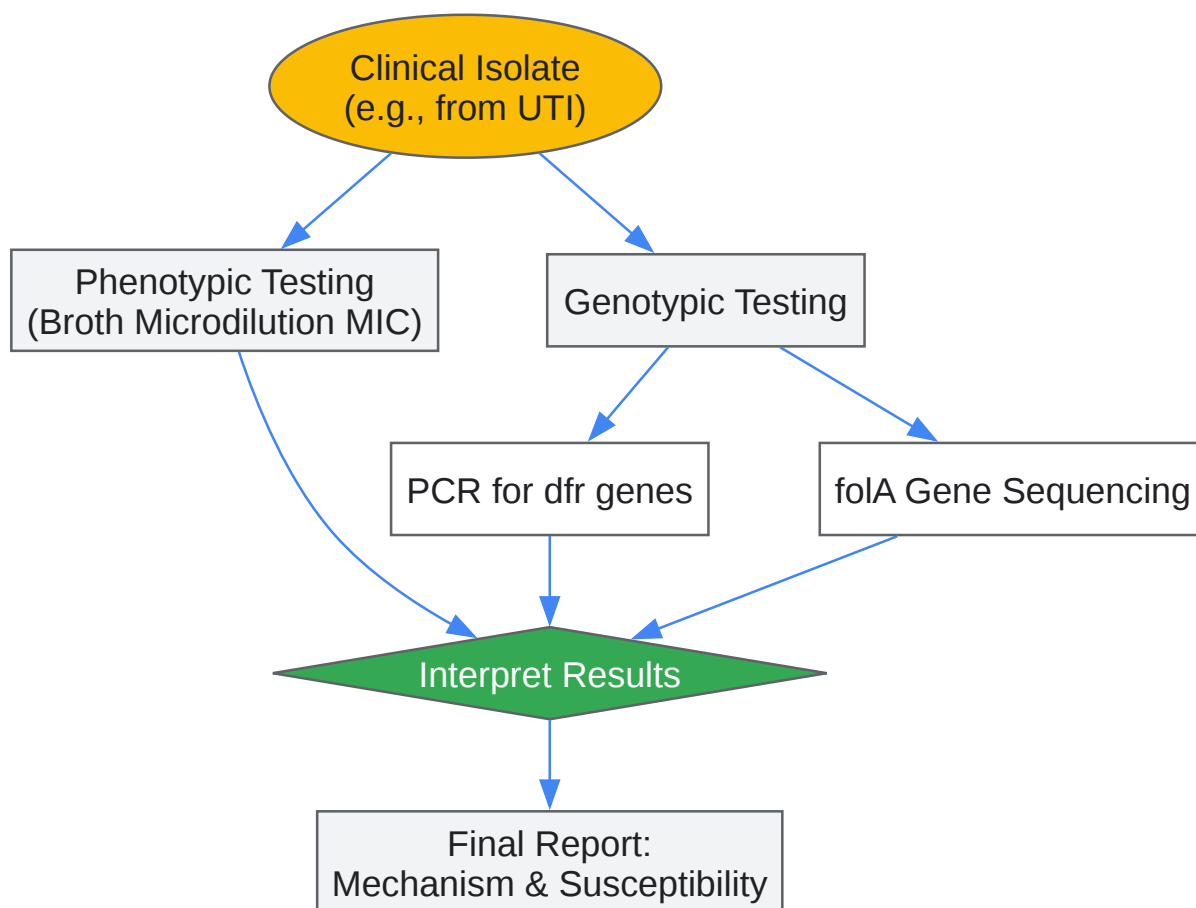 Clinical Isolate
(e.g., from UTI)
Phenotypic Testing
(Broth Microdilution MIC)
Genotypic Testing
PCR for dfr genes
folA Gene Sequencing
Interpret Results
Final Report:
Mechanism & Susceptibility